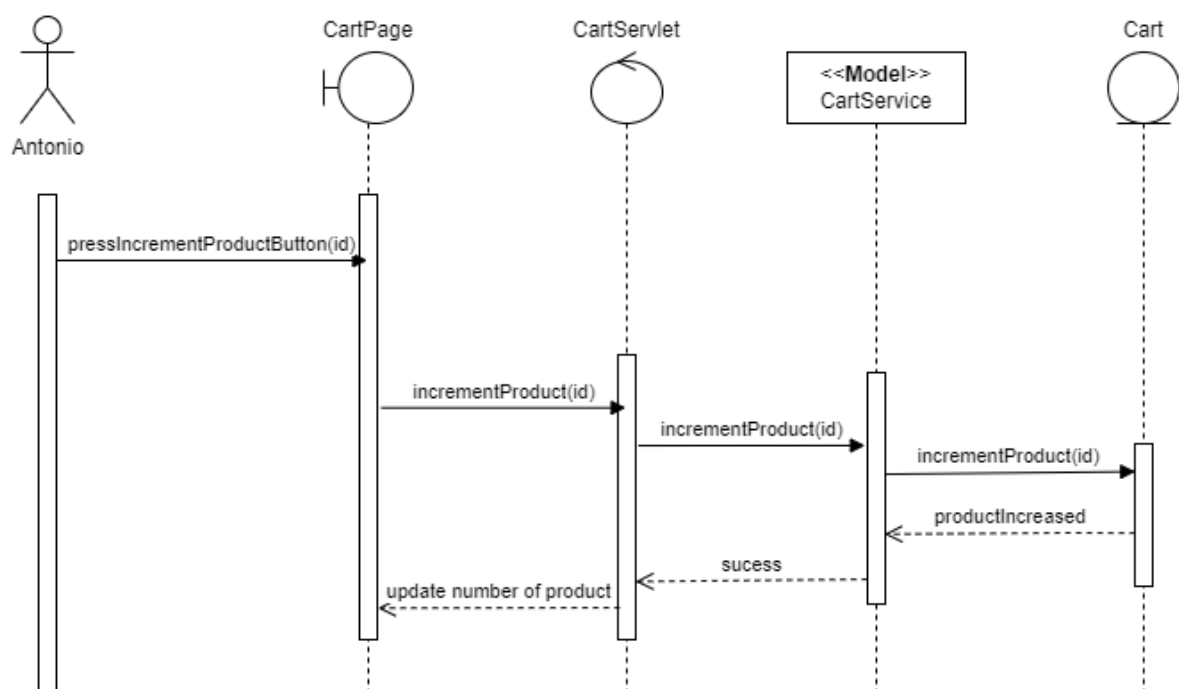 CartPage
CartServlet
Cart
<<Model>>
CartService
Antonio
pressIncrementProductButton(id)
incrementProduct(id)
incrementProduct(id)
incrementProduct(id)
productIncreased
sucess
update number of product